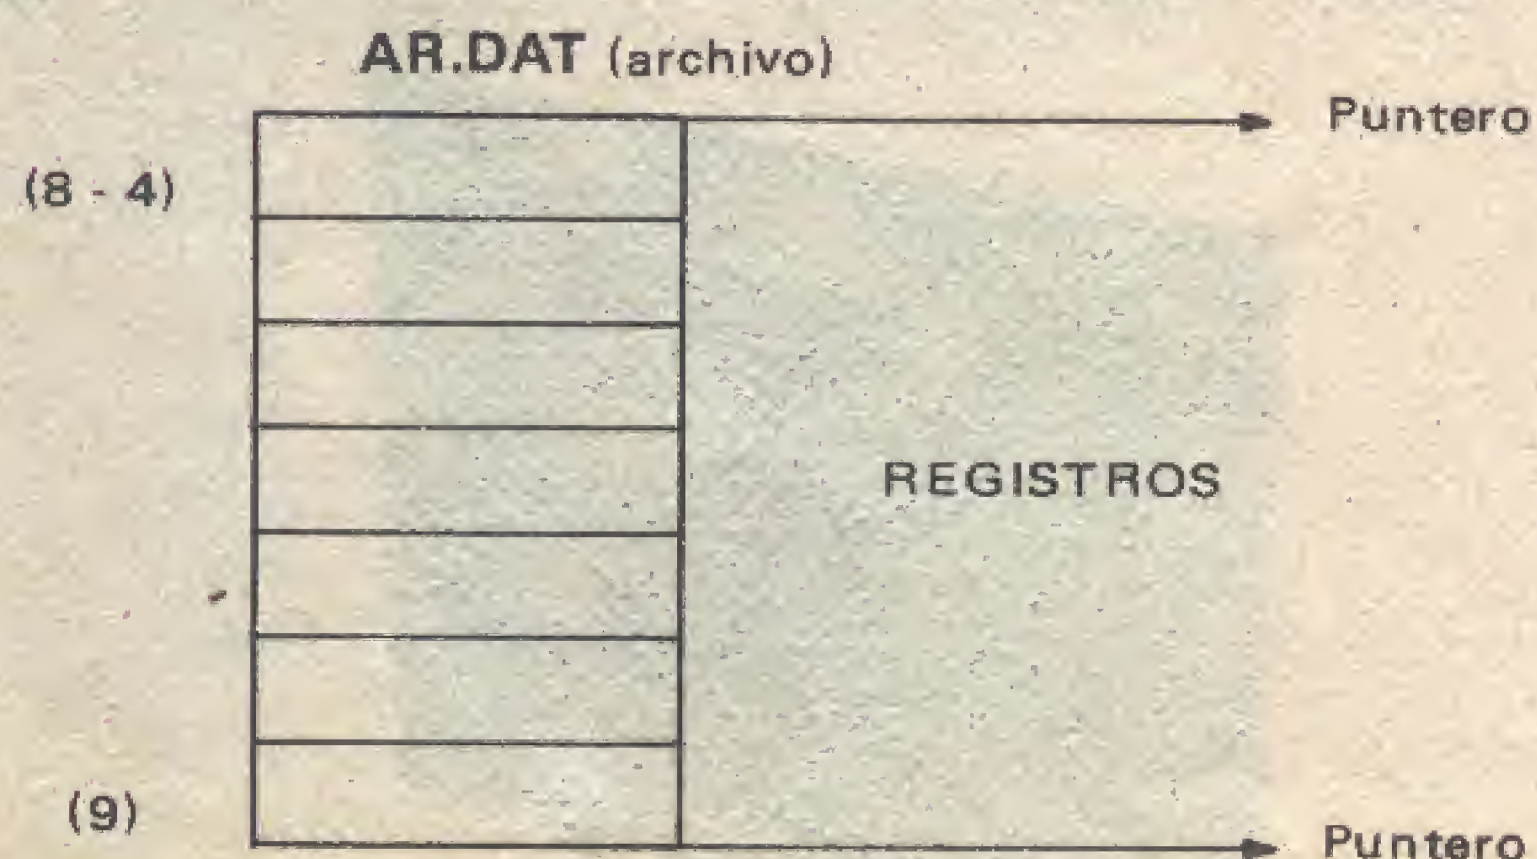 AR.DAT (archivo)
Puntero
(8 - 4)
REGISTROS
(9)
Puntero